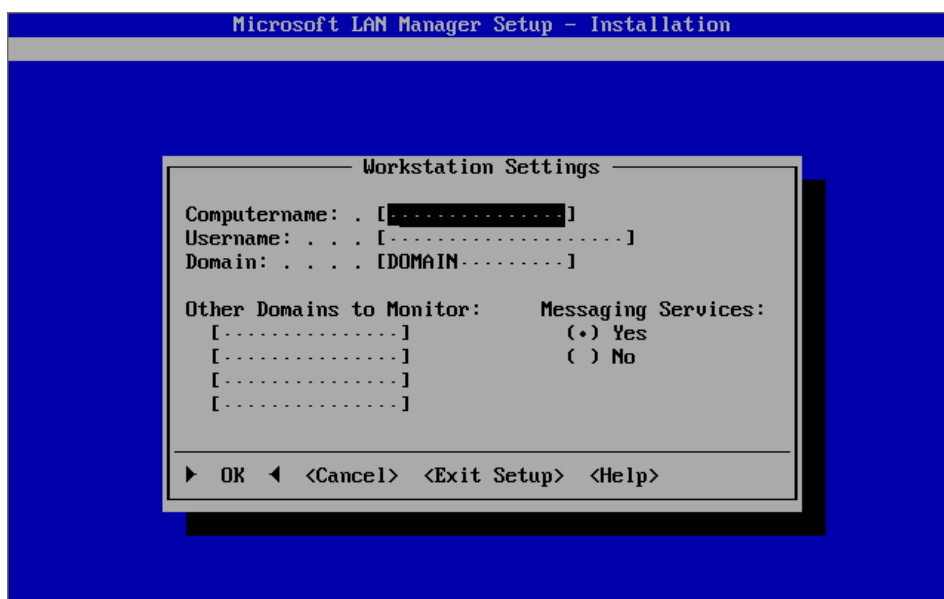 Microsoft LAN Manager Setup - Installation
Workstation Settings
Computername: . [...............]
Username: . . . [....................]
Domain: . . . . [DOMAIN.........]
Other Domains to Monitor: Messaging Services:
[...............] (•) Yes
[...............] ( ) No
[...............]
[...............]
► OK ◄ <Cancel> <Exit Setup> <Help>